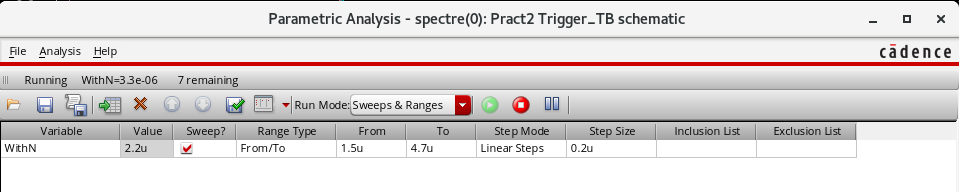 Parametric Analysis - spectre(0): Pract2 Trigger_TB schematic
File Analysis Help cādence
Running WithN=3.3e-06 7 remaining
Run Mode: Sweeps & Ranges
Variable Value Sweep? Range Type From To Step Mode Step Size Inclusion List Exclusion List
WithN 2.2u From/To 1.5u 4.7u Linear Steps 0.2u